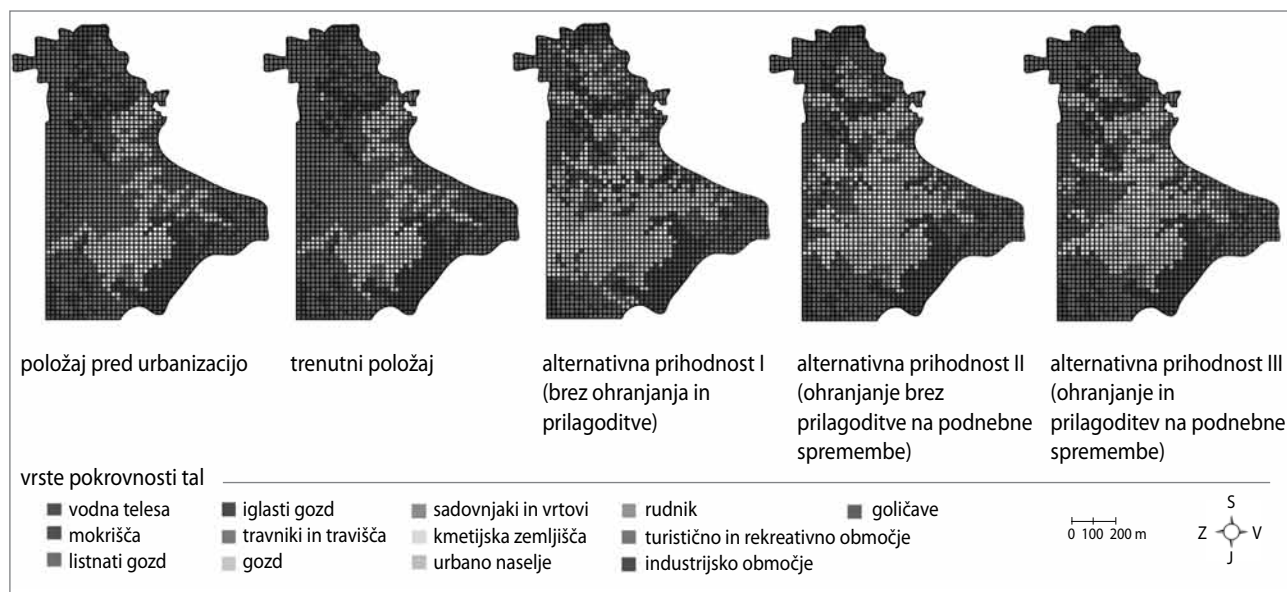 položaj pred urbanizacijo
trenutni položaj
alternativna prihodnost I
(brez ohranjanja in
prilagoditve)
alternativna prihodnost II
(ohranjanje brez
prilagoditve na podnebne
spremembe)
alternativna prihodnost III
(ohranjanje in
prilagoditev na podnebne
spremembe)
vrste pokrovnosti tal
vodna telesa
mokrišča
listnati gozd
iglasti gozd
travniki in travišča
gozd
sadovnjaki in vrtovi
kmetijska zemljišča
urbano naselje
rudnik
turistično in rekreativno območje
industrijsko območje
goličave
0 100 200 m
S
Z V
J